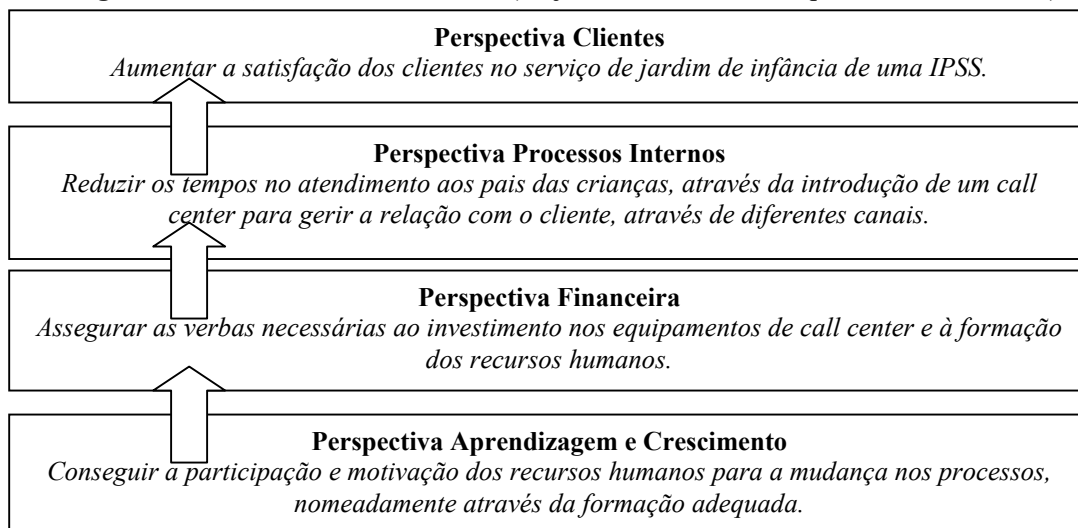 Perspectiva Clientes
Aumentar a satisfação dos clientes no serviço de jardim de infância de uma IPSS.
Perspectiva Processos Internos
Reduzir os tempos no atendimento aos pais das crianças, através da introdução de um call
center para gerir a relação com o cliente, através de diferentes canais.
Perspectiva Financeira
Assegurar as verbas necessárias ao investimento nos equipamentos de call center e à formação
dos recursos humanos.
Perspectiva Aprendizagem e Crescimento
Conseguir a participação e motivação dos recursos humanos para a mudança nos processos,
nomeadamente através da formação adequada.